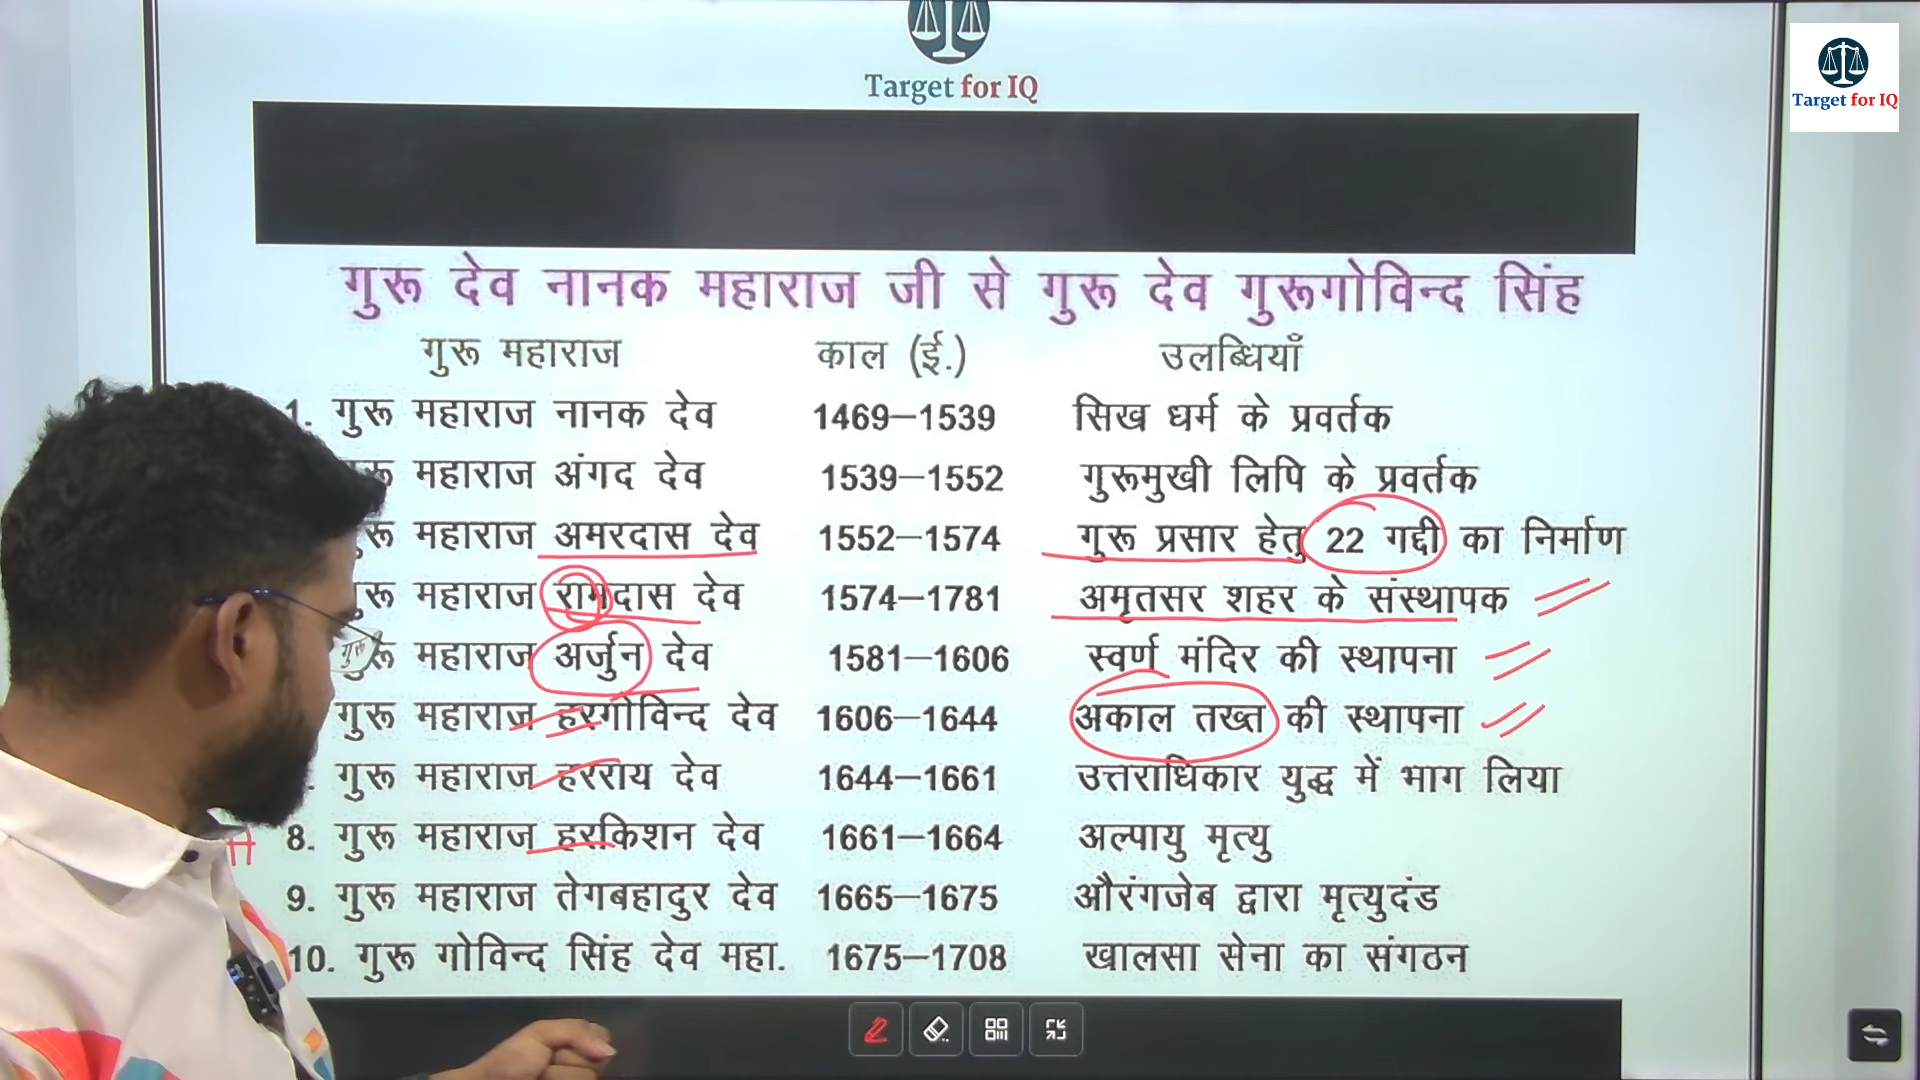 Target for IQ
Target for IQ
गुरू देव नानक महाराज जी से गुरू देव गुरूगोविन्द सिंह
गुरू महाराज काल (ई.) उलब्धियाँ
1. गुरू महाराज नानक देव 1469–1539 सिख धर्म के प्रवर्तक
महाराज अंगद देव 1539–1552 गुरूमुखी लिपि के प्रवर्तक
महाराज अमरदास देव 1552–1574 गुरू प्रसार हेतु 22 गद्दी का निर्माण
महाराज रामदास देव 1574–1781 अमृतसर शहर के संस्थापक
महाराज अर्जुन देव 1581–1606 स्वर्ण मंदिर की स्थापना
गुरू महाराज हरगोविन्द देव 1606–1644 अकाल तख्त की स्थापना
गुरू महाराज हरराय देव 1644–1661 उत्तराधिकार युद्ध में भाग लिया
8. गुरू महाराज हरकिशन देव 1661–1664 अल्पायु मृत्यु
9. गुरू महाराज तेगबहादुर देव 1665–1675 औरंगजेब द्वारा मृत्युदंड
10. गुरू गोविन्द सिंह देव महा. 1675–1708 खालसा सेना का संगठन